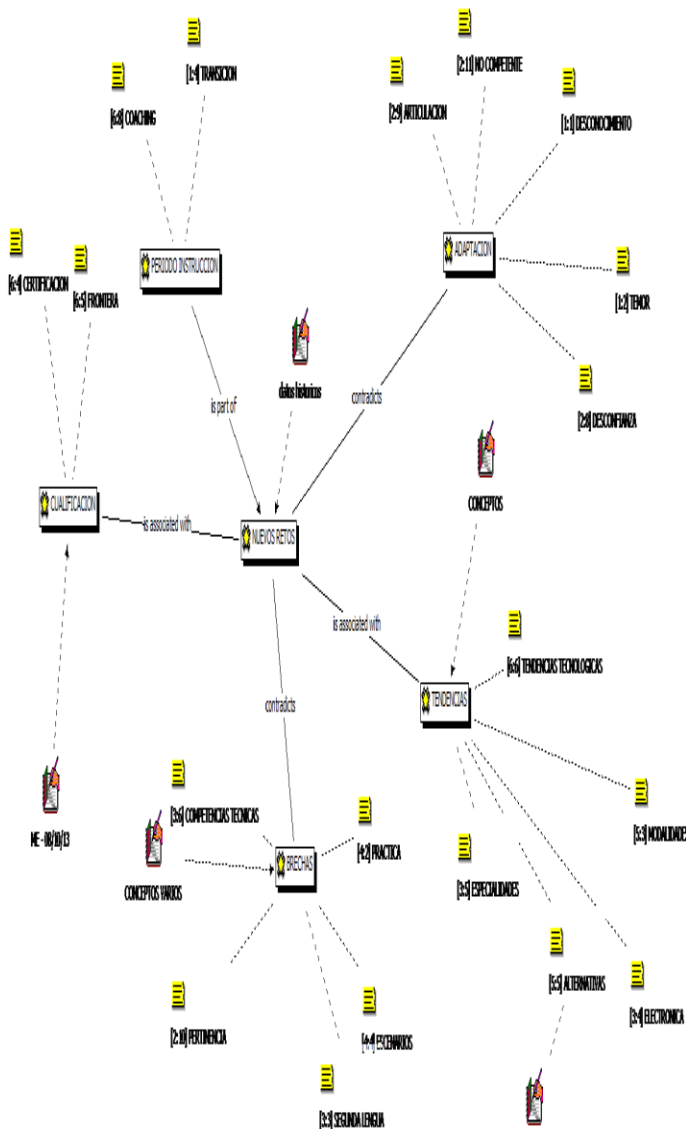 [1:4] TRANSICION
[6:8] COACHING
[2:11] NO COMPETENTE
[2:9] ARTICULACION
[1:1] DESCONOCIMIENTO
PERIODO INSTRUCCION
ADAPTACION
[6:4] CERTIFICACION
[6:5] FRONTERA
[1:2] TEMOR
datos historicos
contradicts
is part of
[2:8] DESCONFIANZA
CUALIFICACION
CONCEPTOS
is associated with
NUEVOS RETOS
is associated with
[6:6] TENDENCIAS TECNOLOGICAS
TENDENCIAS
contradicts
ME - 08/10/13
[3:6] COMPETENCIAS TECNICAS
[5:3] MODALIDADES
[4:2] PRACTICA
BRECHAS
CONCEPTOS VARIOS
[3:5] ESPECIALIDADES
[5:5] ALTERNATIVAS
[3:4] ELECTRONICA
[2:10] PERTINENCIA
[4:4] ESCENARIOS
[3:3] SEGUNDA LENGUA